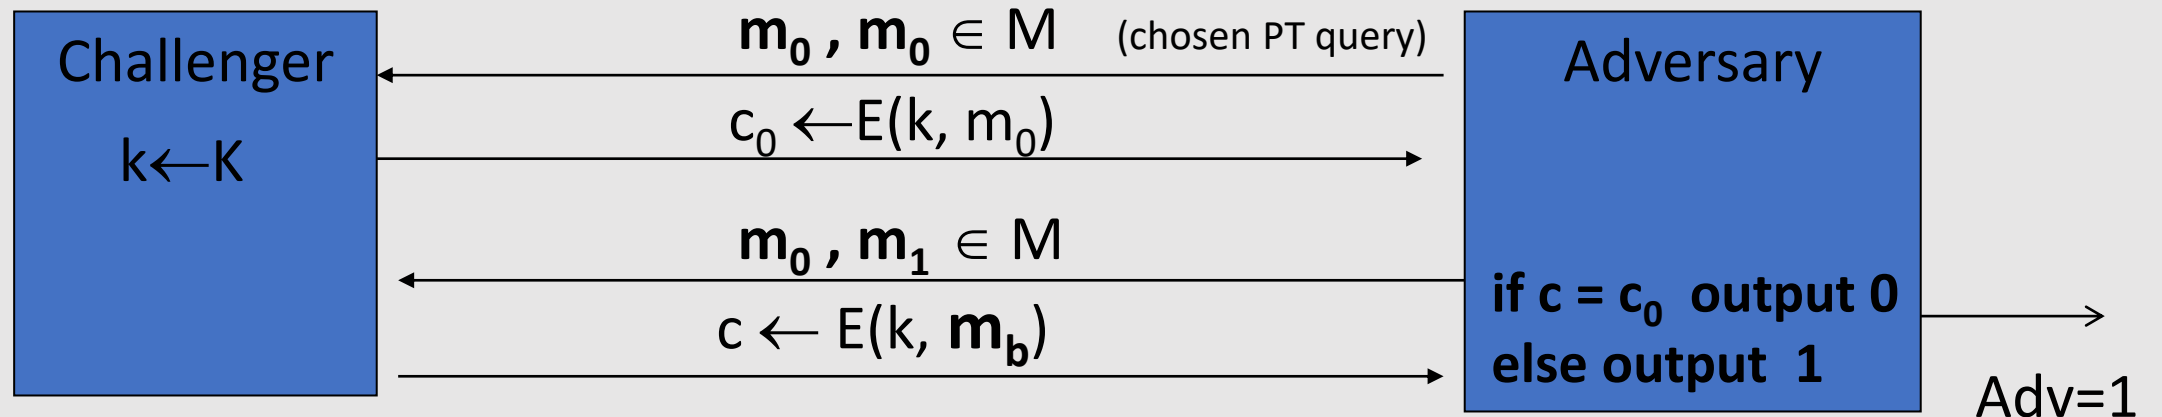 Challenger
k←K
m₀ , m₀ ∈ M (chosen PT query)
c₀ ←E(k, m₀)
m₀ , m₁ ∈ M
c ← E(k, m_b)
Adversary
if c = c₀ output 0
else output 1
Adv=1